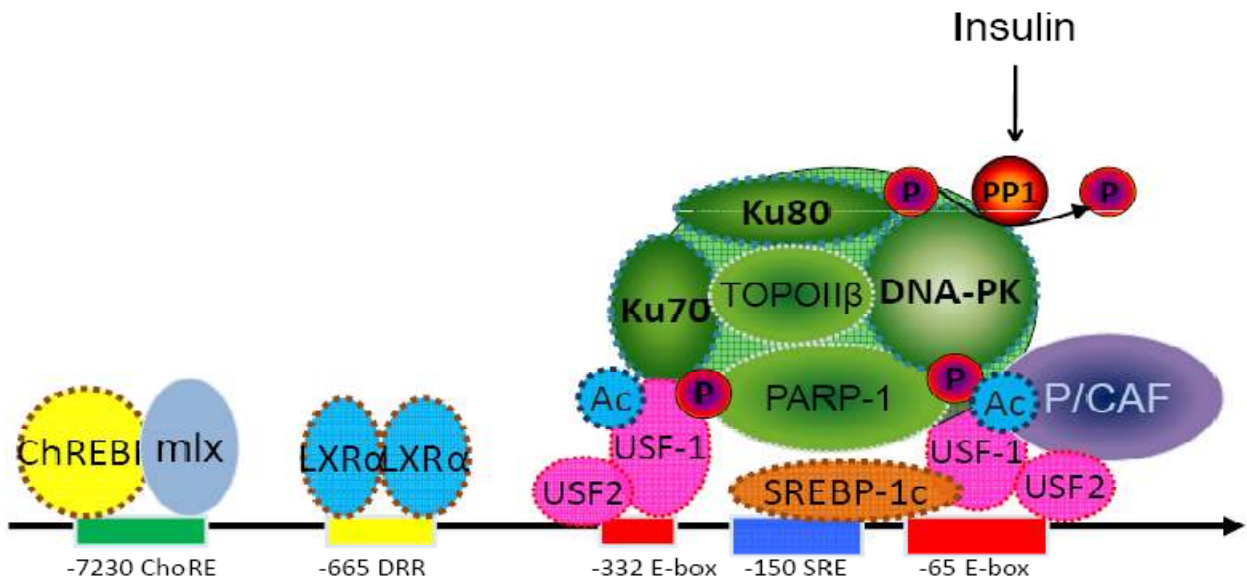 Insulin
P
PP1
P
Ku80
Ku70
TOPOIIβ
DNA-PK
Ac
P
PARP-1
P
Ac
P/CAF
ChREBI
mlx
LXRα
LXRα
USF-1
USF2
SREBP-1c
USF-1
USF2
-7230 ChoRE
-665 DRR
-332 E-box
-150 SRE
-65 E-box